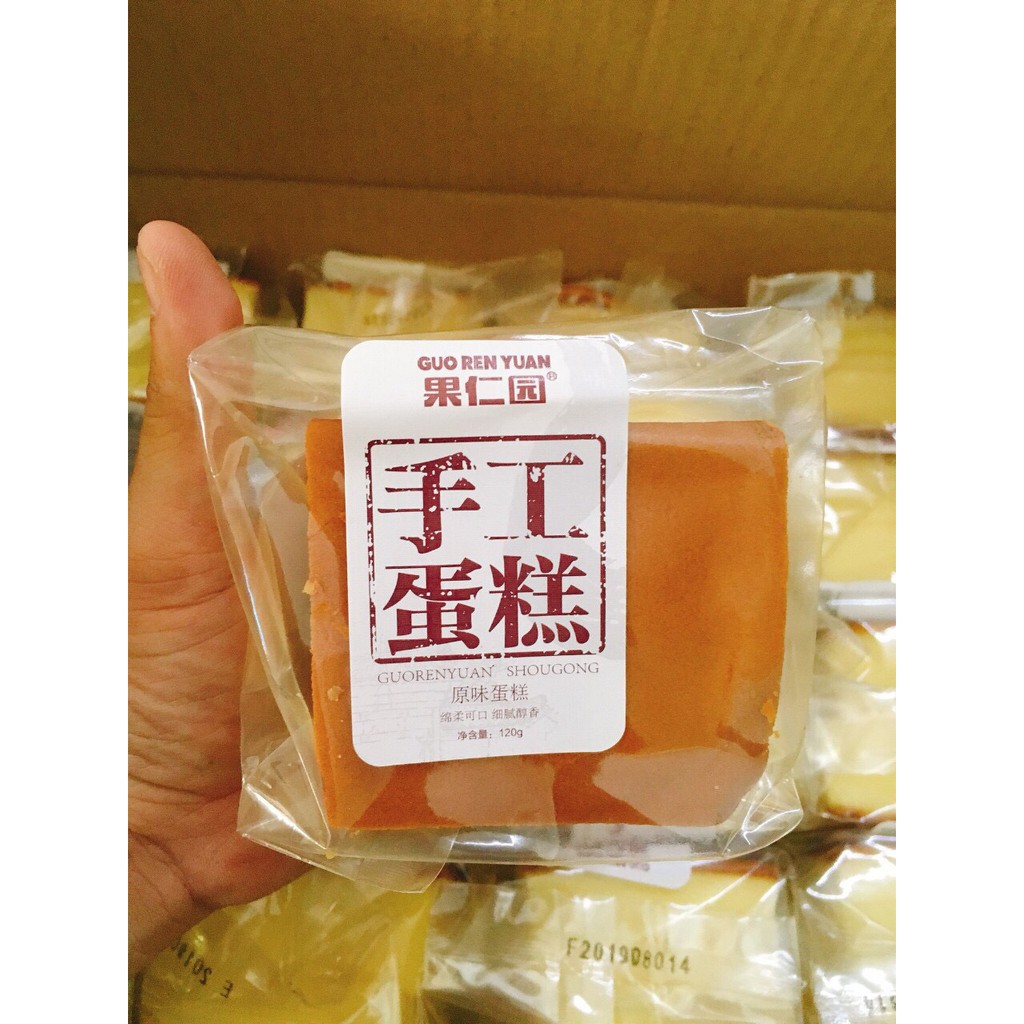 GUO REN YUAN
果仁园®
手工
蛋糕
GUORENYUAN SHOUGONG
原味蛋糕
绵柔可口 细腻醇香
净含量：120g
F201908014